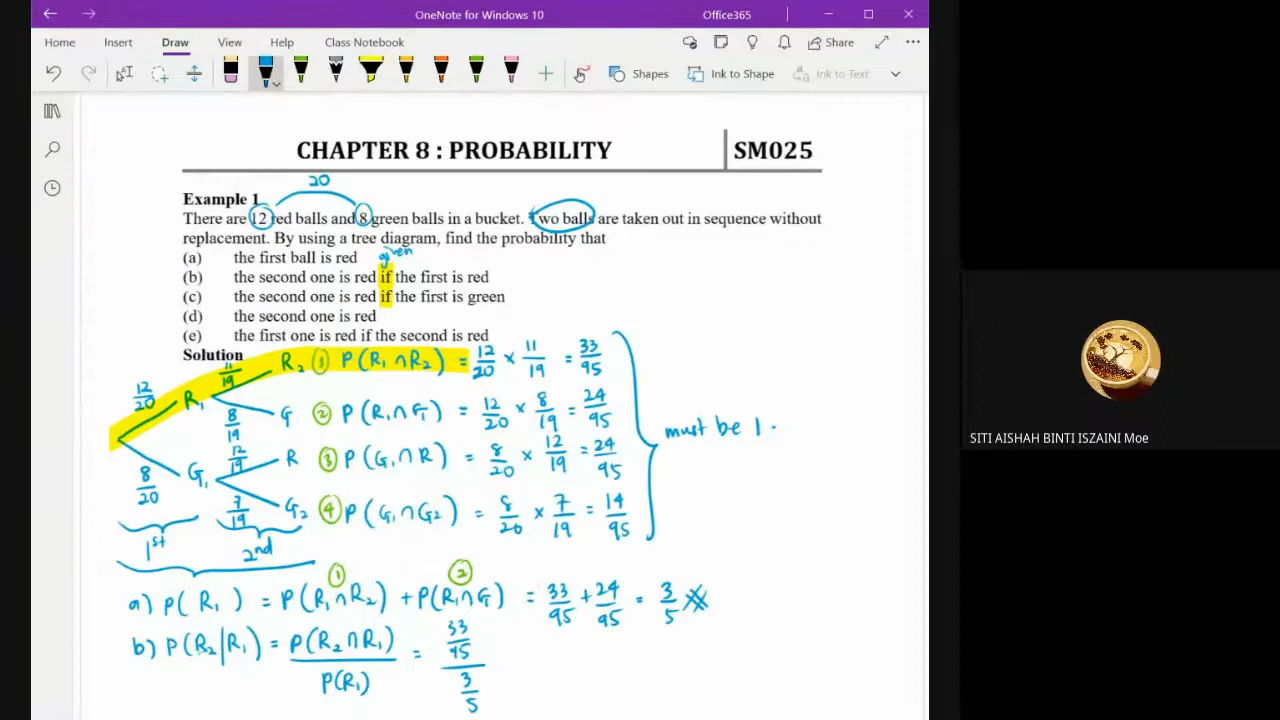 OneNote for Windows 10
Office365
Home Insert Draw View Help Class Notebook
Share
Shapes Ink to Shape Ink to Text
CHAPTER 8 : PROBABILITY SM025
20
Example 1
There are 12 red balls and 8 green balls in a bucket. Two balls are taken out in sequence without
replacement. By using a tree diagram, find the probability that
given
(a) the first ball is red
(b) the second one is red if the first is red
(c) the second one is red if the first is green
(d) the second one is red
(e) the first one is red if the second is red
Solution
12/20 R₁ 11/19 R₂ ① P(R₁ ∩ R₂) = 12/20 × 11/19 = 33/95
8/19 G ② P(R₁ ∩ G) = 12/20 × 8/19 = 24/95
must be 1.
8/20 G₁ 12/19 R ③ P(G₁ ∩ R) = 8/20 × 12/19 = 24/95
7/19 G₂ ④ P(G₁ ∩ G₂) = 8/20 × 7/19 = 14/95
1st 2nd
① ②
a) P(R₁) = P(R₁ ∩ R₂) + P(R₁ ∩ G) = 33/95 + 24/95 = 3/5
b) P(R₂|R₁) = P(R₂ ∩ R₁)/P(R₁) = 33/95 / 3/5
SITI AISHAH BINTI ISZAINI Moe